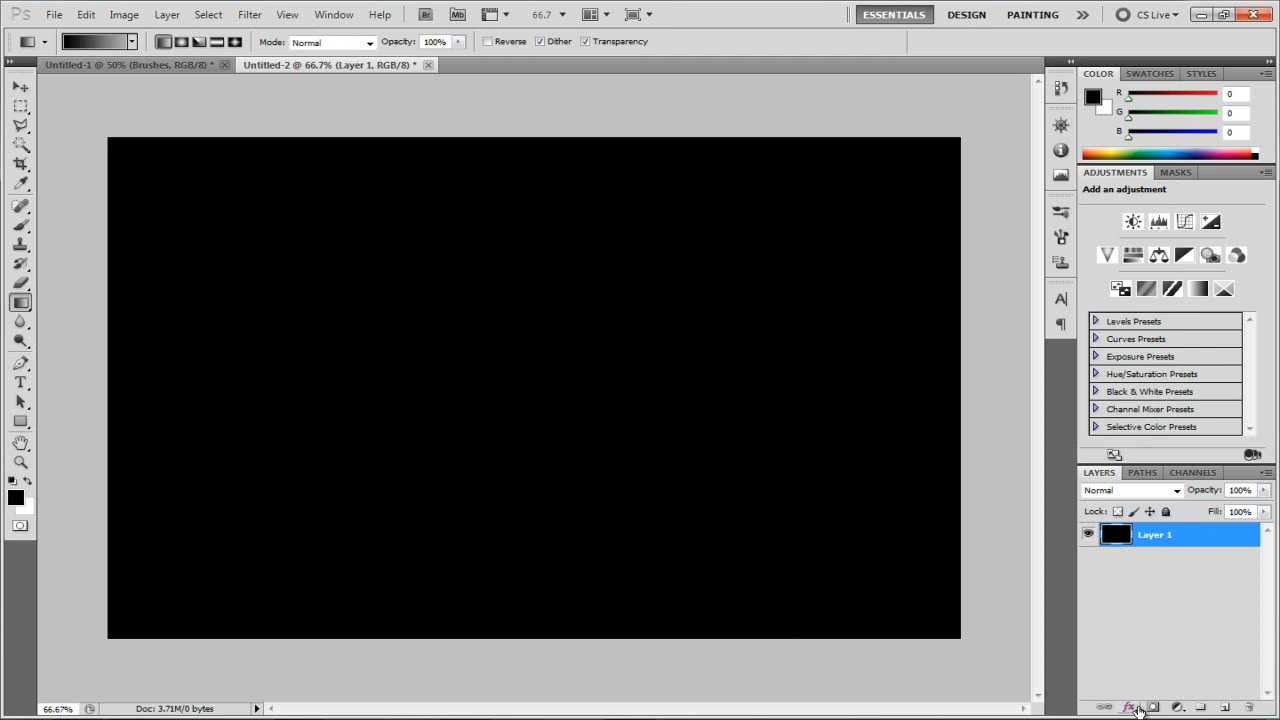 Ps File Edit Image Layer Select Filter View Window Help Br Mb 66.7 ESSENTIALS DESIGN PAINTING CS Live
Mode: Normal Opacity: 100% Reverse Dither Transparency
Untitled-1 @ 50% (Brushes, RGB/8) * Untitled-2 @ 66.7% (Layer 1, RGB/8) *
COLOR SWATCHES STYLES
R 0
G 0
B 0
ADJUSTMENTS MASKS
Add an adjustment
Levels Presets
Curves Presets
Exposure Presets
Hue/Saturation Presets
Black & White Presets
Channel Mixer Presets
Selective Color Presets
LAYERS PATHS CHANNELS
Normal Opacity: 100%
Lock: Fill: 100%
Layer 1
fx
66.67% Doc: 3.71M/0 bytes